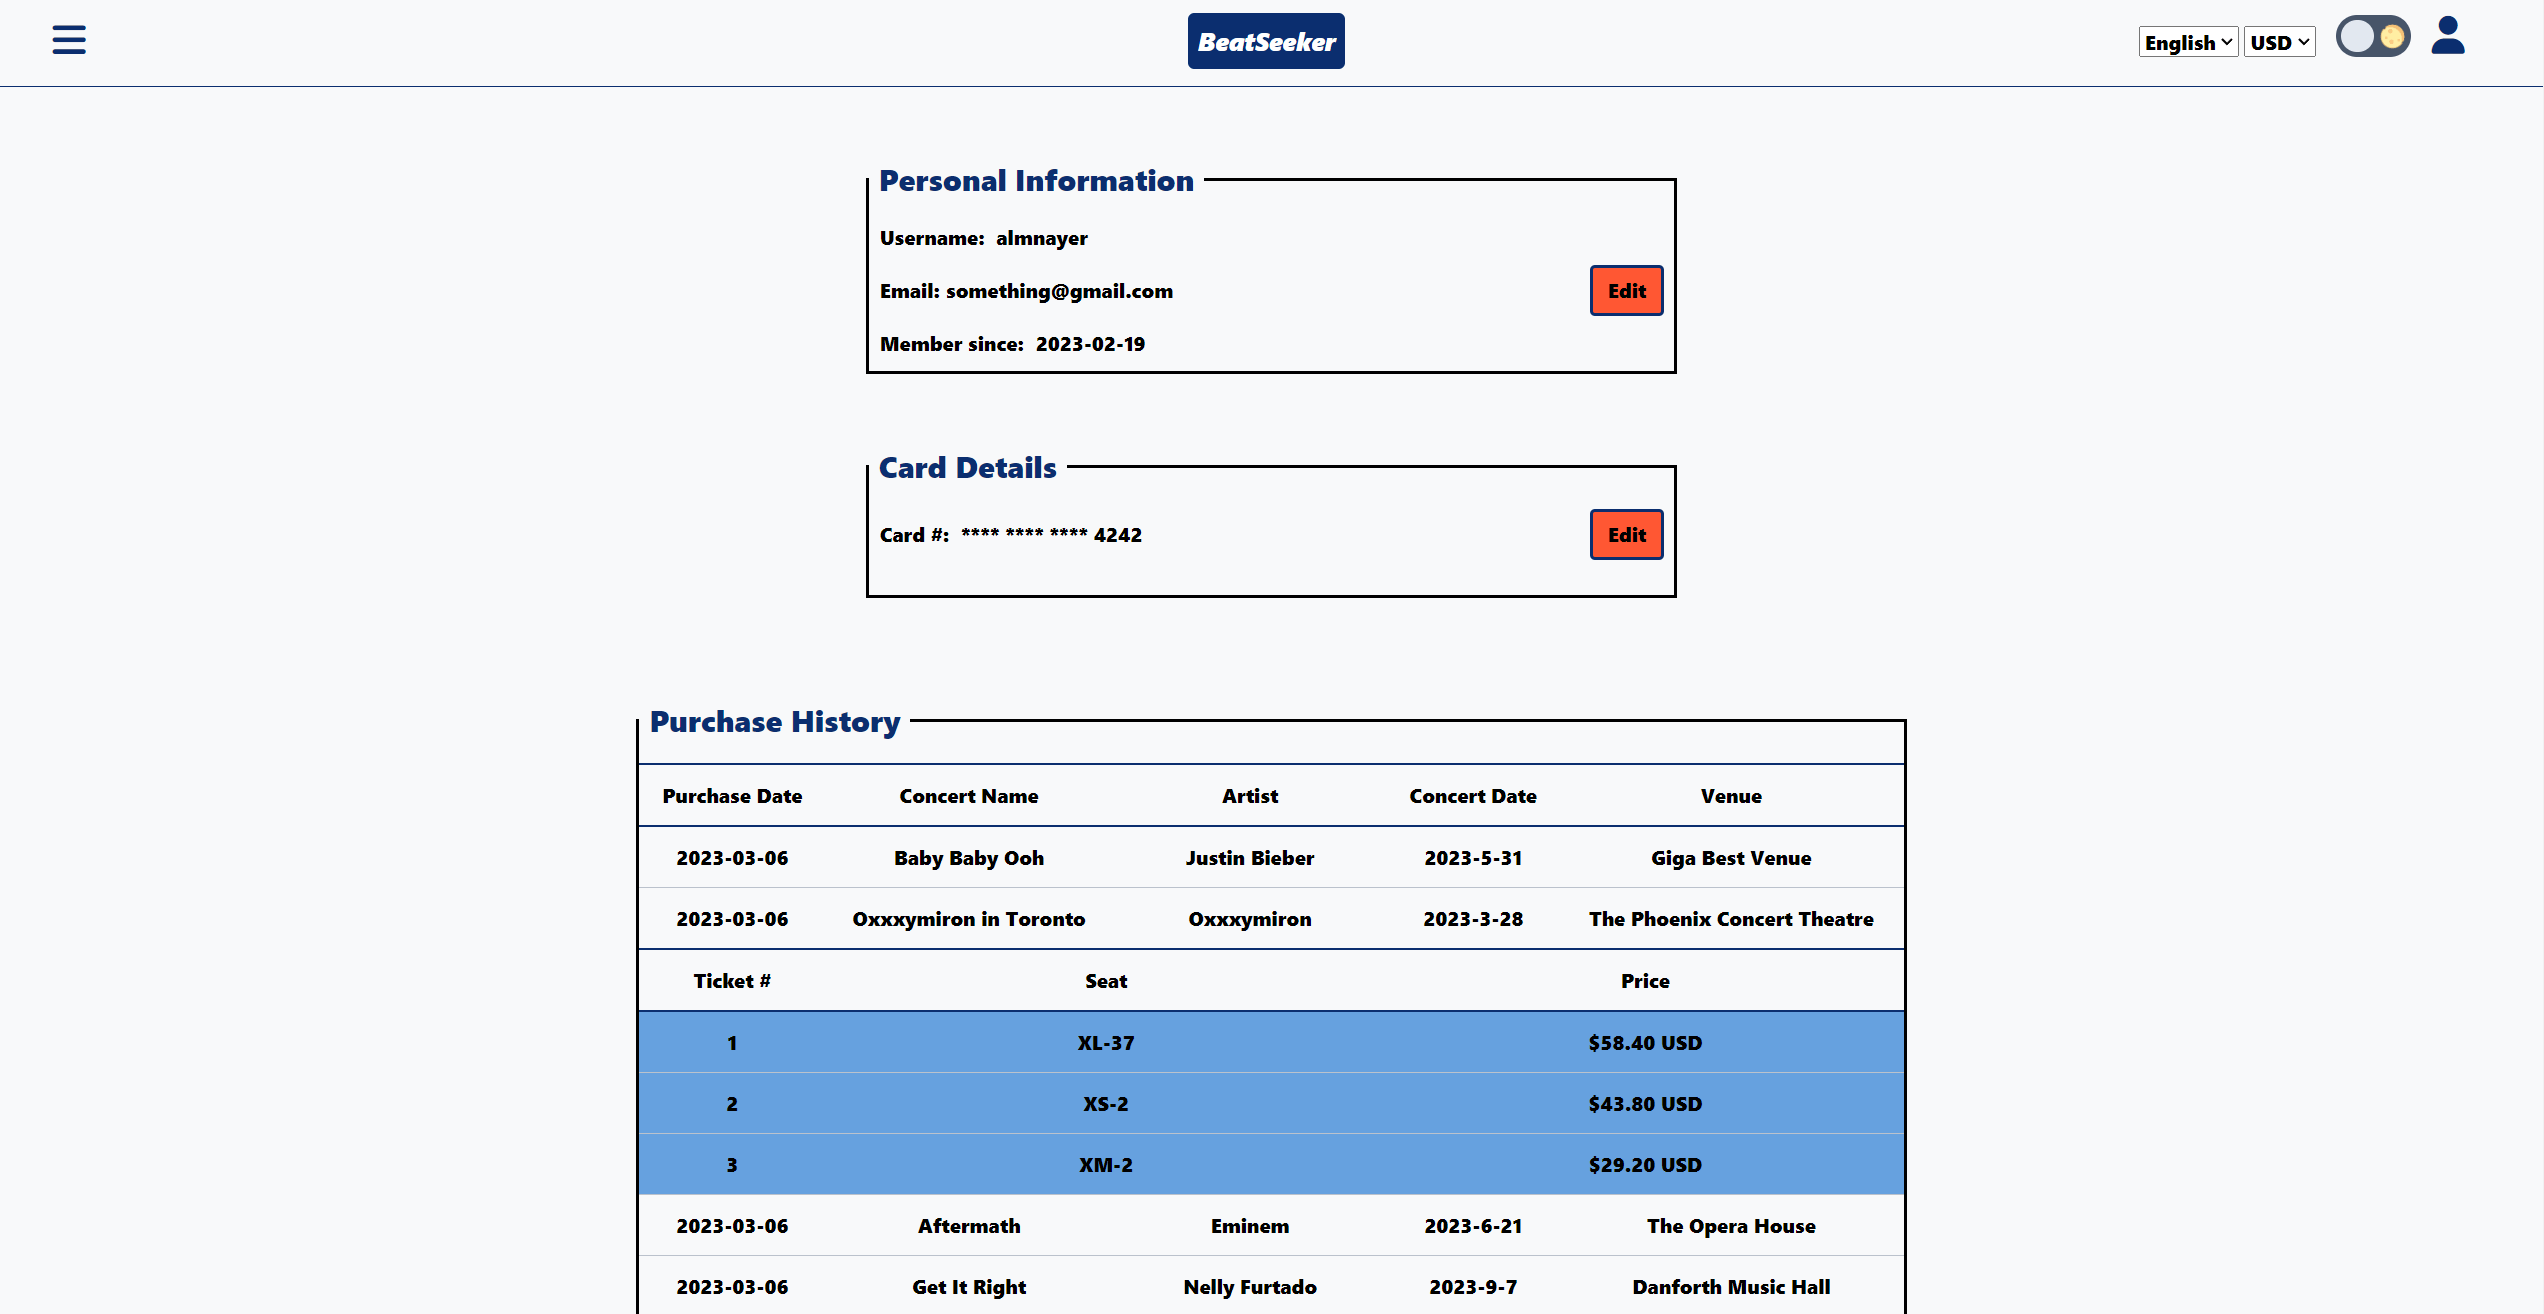 BeatSeeker
English USD
Personal Information
Username: almnayer
Email: something@gmail.com
Edit
Member since: 2023-02-19
Card Details
Card #: **** **** **** 4242
Edit
Purchase History
Purchase Date Concert Name Artist Concert Date Venue
2023-03-06 Baby Baby Ooh Justin Bieber 2023-5-31 Giga Best Venue
2023-03-06 Oxxxymiron in Toronto Oxxxymiron 2023-3-28 The Phoenix Concert Theatre
Ticket # Seat Price
1 XL-37 $58.40 USD
2 XS-2 $43.80 USD
3 XM-2 $29.20 USD
2023-03-06 Aftermath Eminem 2023-6-21 The Opera House
2023-03-06 Get It Right Nelly Furtado 2023-9-7 Danforth Music Hall